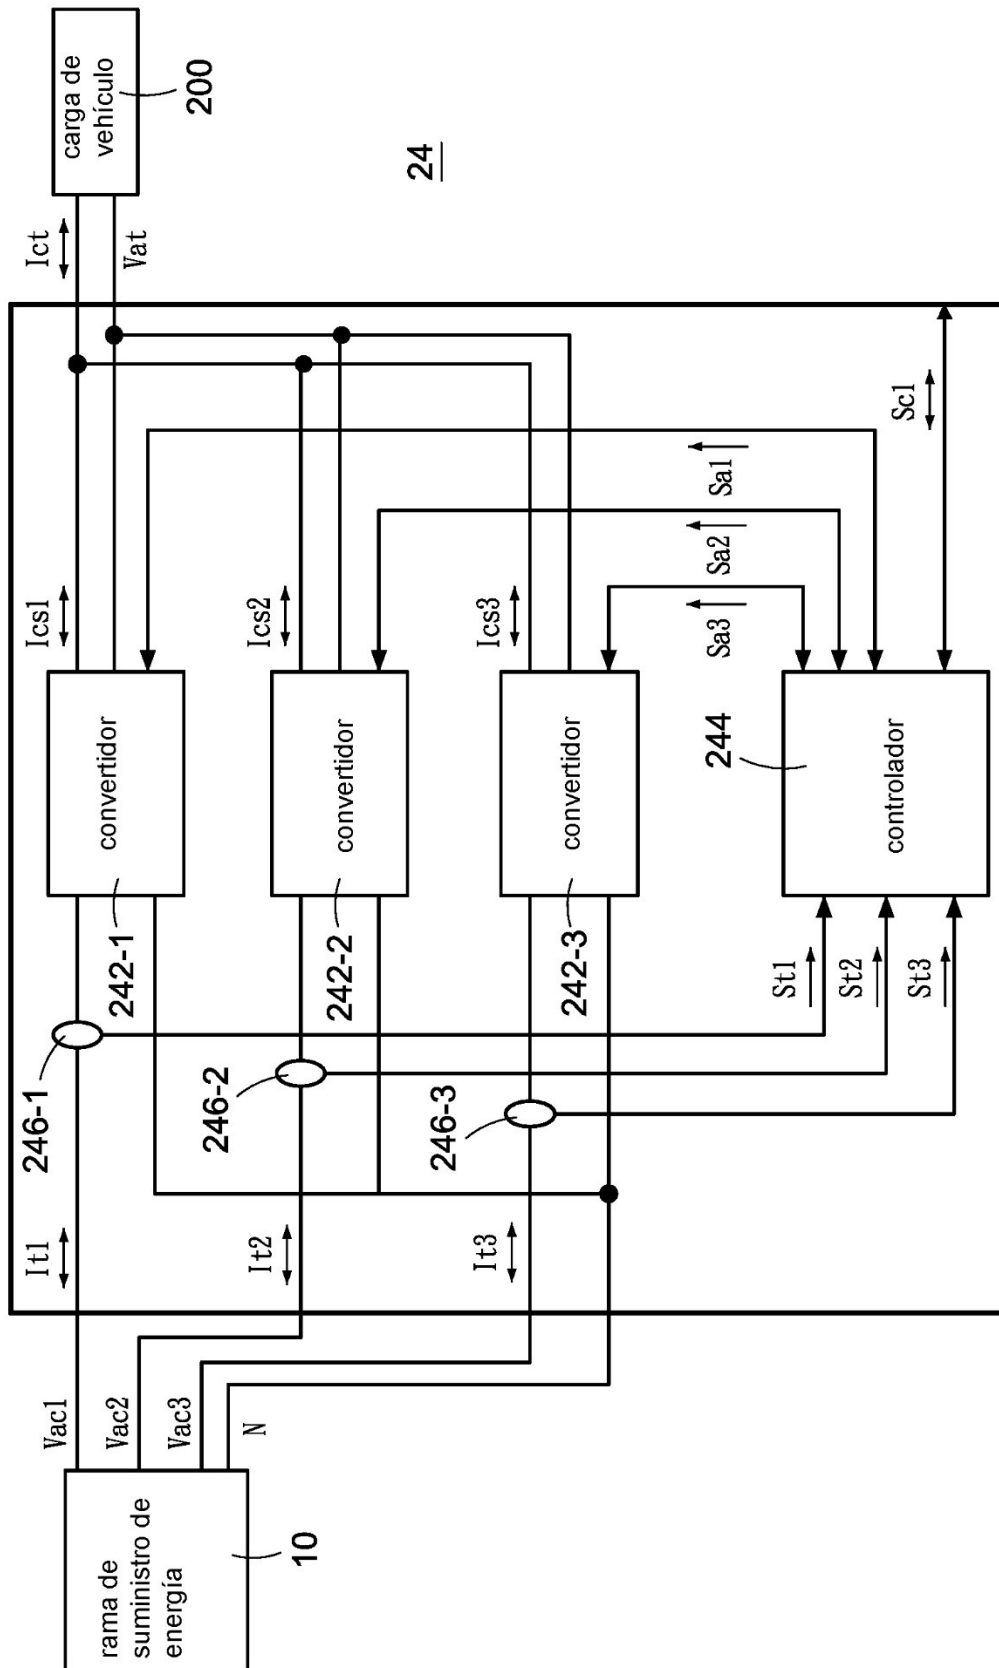 rama de
suministro de
energía
10
Vac1
Vac2
Vac3
N
It1
It2
It3
246-1
246-2
246-3
242-1
242-2
242-3
convertidor
convertidor
convertidor
St1
St2
St3
244
controlador
Ics1
Ics2
Ics3
Sa3
Sa2
Sa1
Sc1
Ict
Vat
carga de
vehículo
200
24